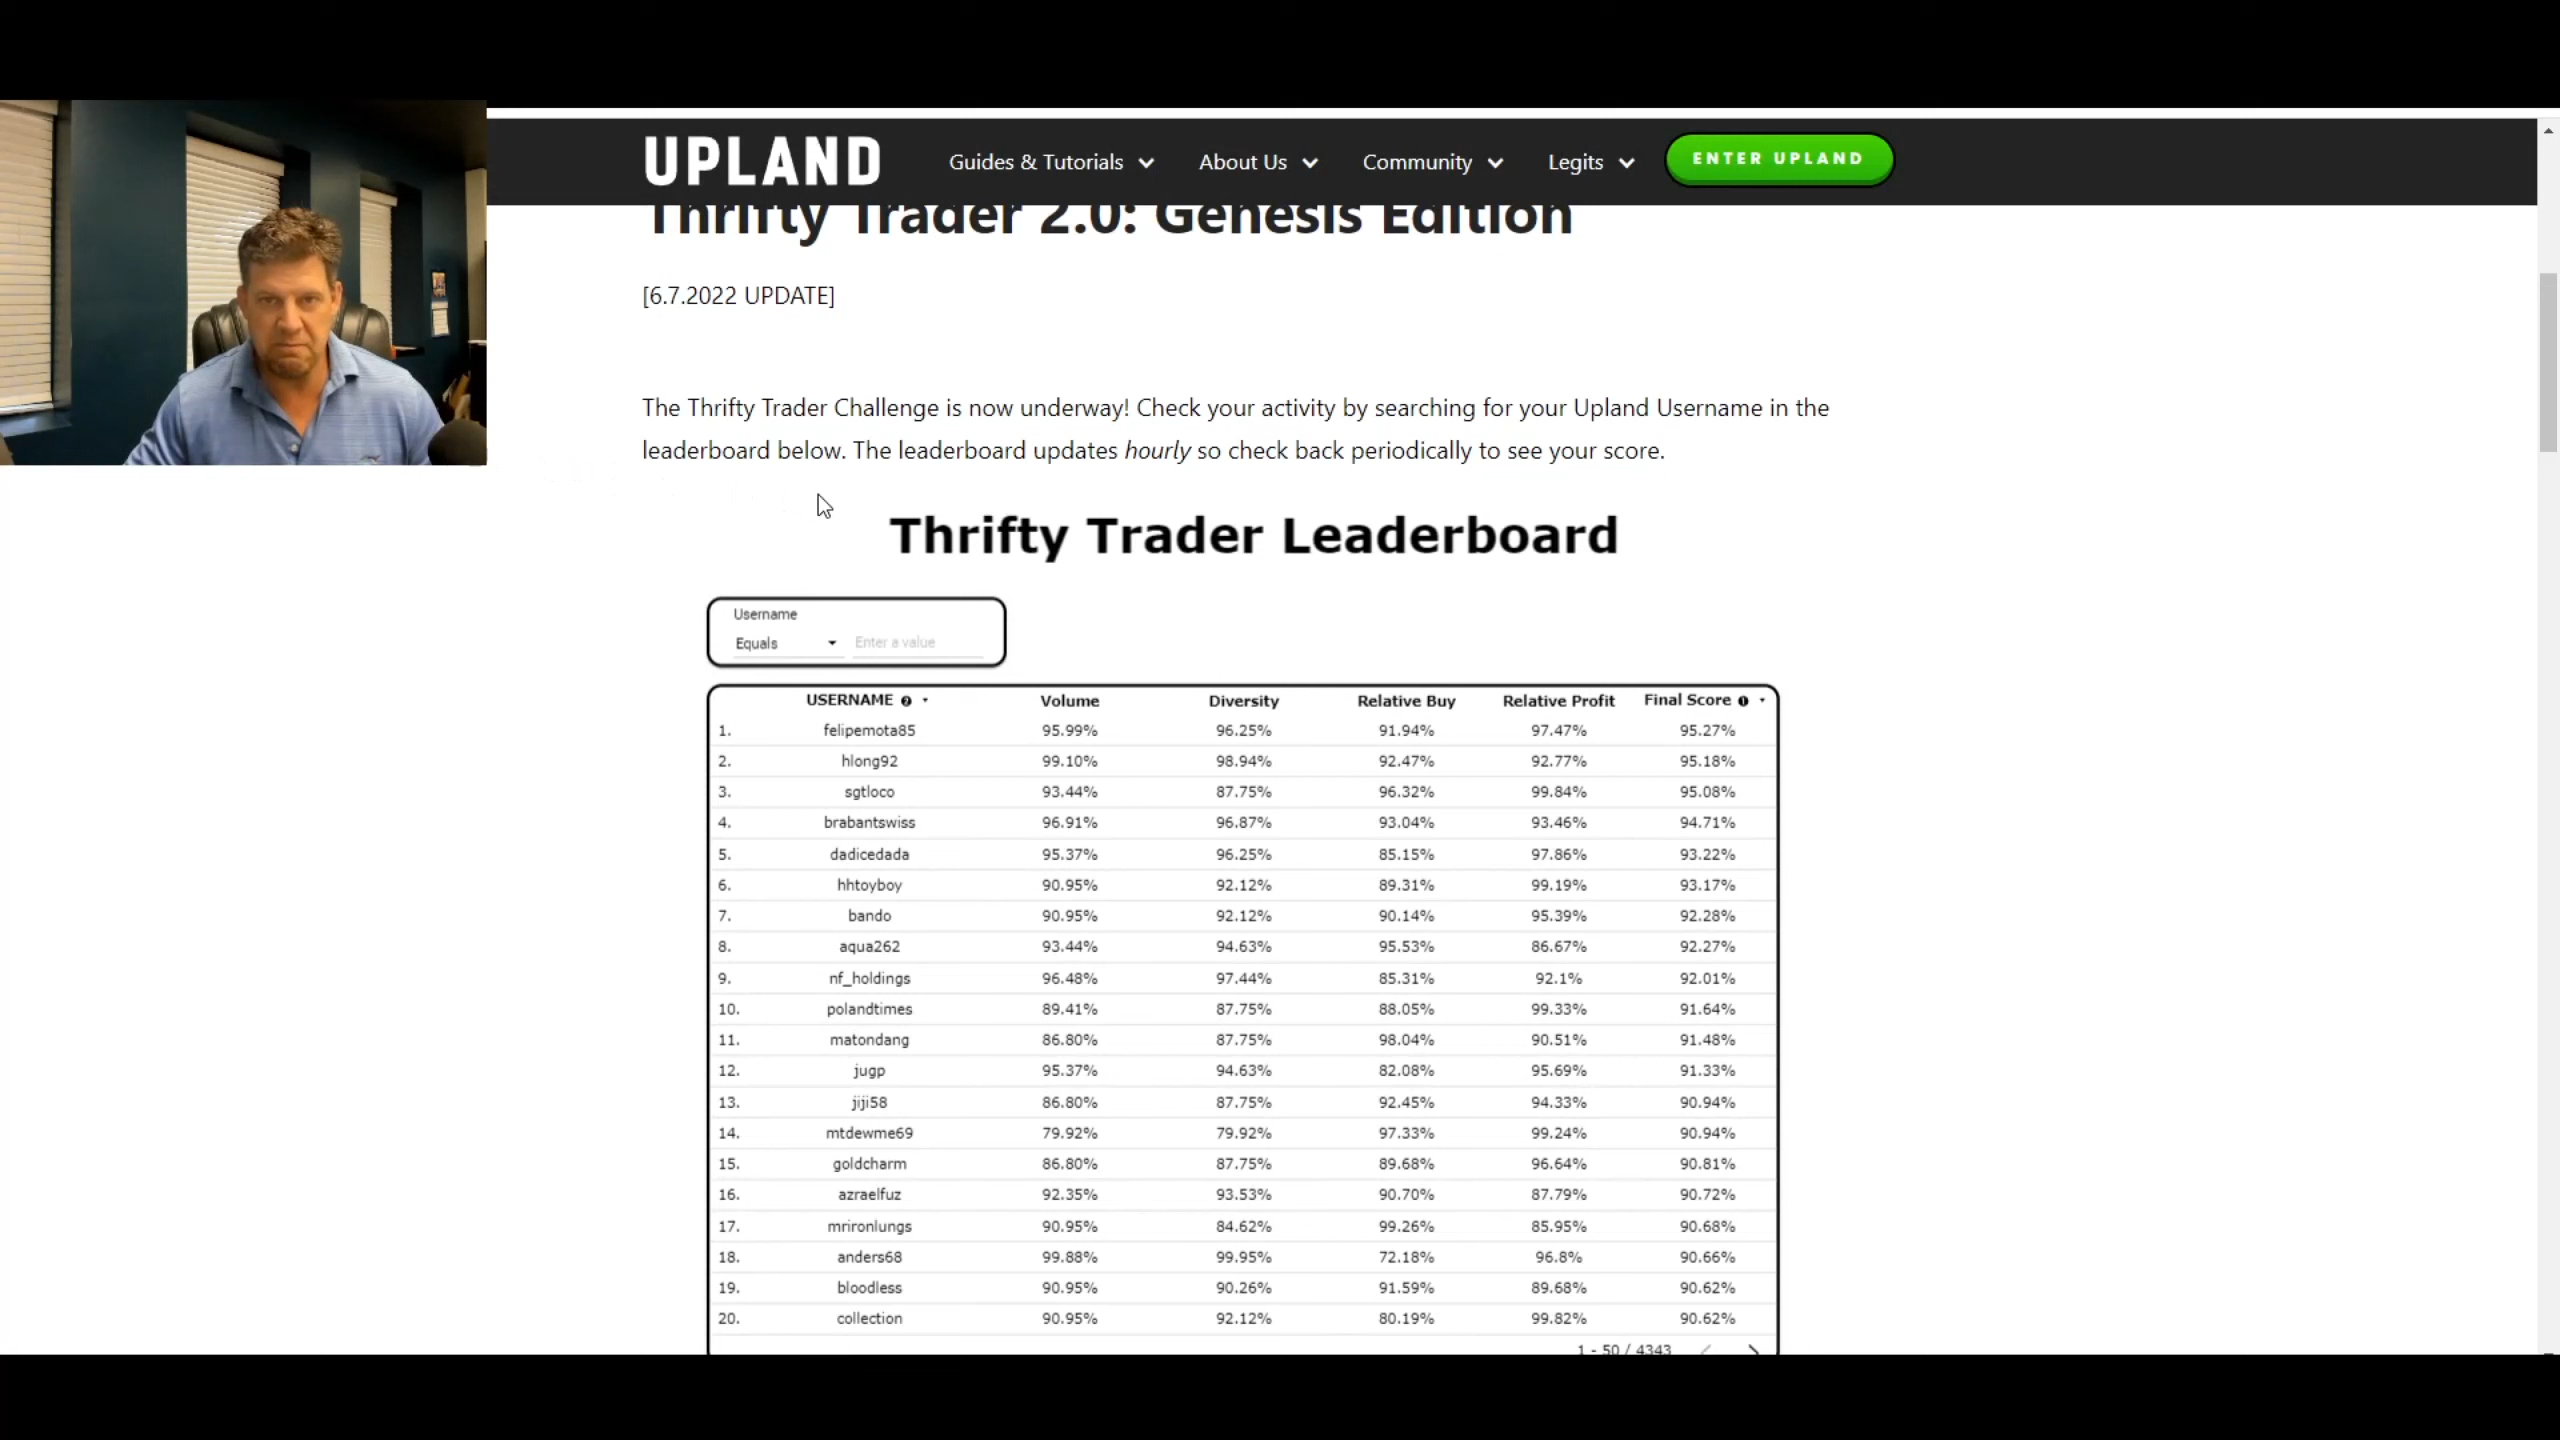 UPLAND
Guides & Tutorials
About Us
Community
Legits
ENTER UPLAND
Thrifty Trader 2.0: Genesis Edition
[6.7.2022 UPDATE]
The Thrifty Trader Challenge is now underway! Check your activity by searching for your Upland Username in the
leaderboard below. The leaderboard updates hourly so check back periodically to see your score.
Thrifty Trader Leaderboard
Username
Equals Enter a value
USERNAME Volume Diversity Relative Buy Relative Profit Final Score
1. felipemota85 95.99% 96.25% 91.94% 97.47% 95.27%
2. hlong92 99.10% 98.94% 92.47% 92.77% 95.18%
3. sgtloco 93.44% 87.75% 96.32% 99.84% 95.08%
4. brabantswiss 96.91% 96.87% 93.04% 93.46% 94.71%
5. dadicedada 95.37% 96.25% 85.15% 97.86% 93.22%
6. hhtoyboy 90.95% 92.12% 89.31% 99.19% 93.17%
7. bando 90.95% 92.12% 90.14% 95.39% 92.28%
8. aqua262 93.44% 94.63% 95.53% 86.67% 92.27%
9. nf_holdings 96.48% 97.44% 85.31% 92.1% 92.01%
10. polandtimes 89.41% 87.75% 88.05% 99.33% 91.64%
11. matondang 86.80% 87.75% 98.04% 90.51% 91.48%
12. jugp 95.37% 94.63% 82.08% 95.69% 91.33%
13. jiji58 86.80% 87.75% 92.45% 94.33% 90.94%
14. mtdewme69 79.92% 79.92% 97.33% 99.24% 90.94%
15. goldcharm 86.80% 87.75% 89.68% 96.64% 90.81%
16. azraelfuz 92.35% 93.53% 90.70% 87.79% 90.72%
17. mrironlungs 90.95% 84.62% 99.26% 85.95% 90.68%
18. anders68 99.88% 99.95% 72.18% 96.8% 90.66%
19. bloodless 90.95% 90.26% 91.59% 89.68% 90.62%
20. collection 90.95% 92.12% 80.19% 99.82% 90.62%
1 - 50 / 4343